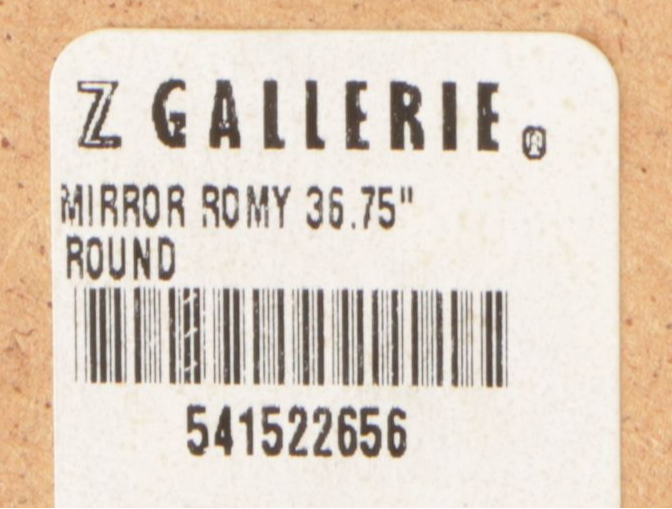 Z GALLERIE®
MIRROR ROMY 36.75"
ROUND
541522656